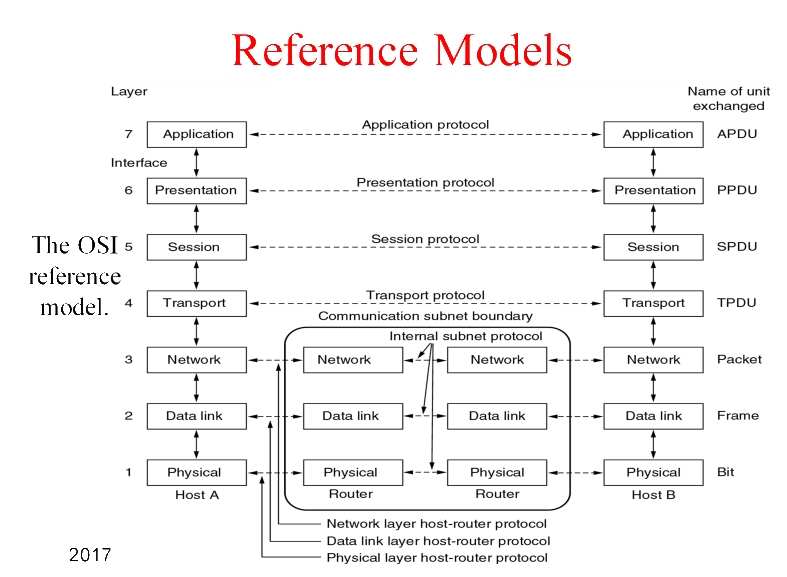 Reference Models
Layer
Name of unit
exchanged
7 Application Application protocol Application APDU
Interface
6 Presentation Presentation protocol Presentation PPDU
The OSI
reference
model.
5 Session Session protocol Session SPDU
4 Transport Transport protocol Transport TPDU
Communication subnet boundary
Internal subnet protocol
3 Network Network Network Network Packet
2 Data link Data link Data link Data link Frame
1 Physical Physical Physical Physical Bit
Host A Router Router Host B
Network layer host-router protocol
Data link layer host-router protocol
Physical layer host-router protocol
2017